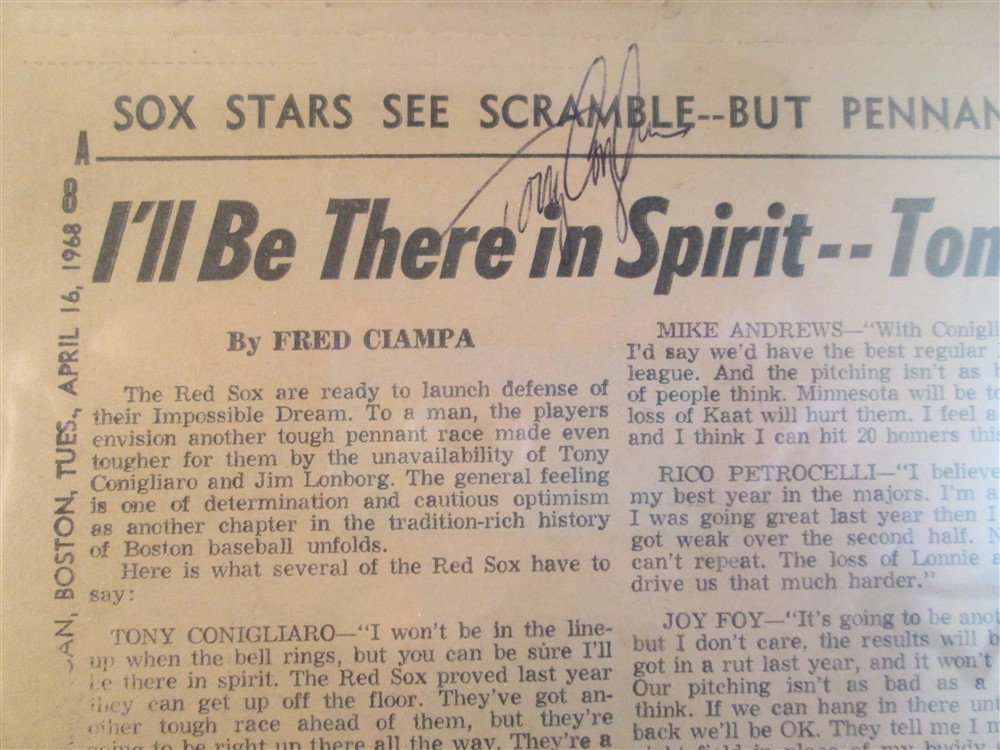 SOX STARS SEE SCRAMBLE--BUT PENNAN
A
8
AN, BOSTON, TUES., APRIL 16, 1968
Tony
I'll Be There in Spirit--Ton
By FRED CIAMPA
The Red Sox are ready to launch defense of
their Impossible Dream. To a man, the players
envision another tough pennant race made even
tougher for them by the unavailability of Tony
Conigliaro and Jim Lonborg. The general feeling
is one of determination and cautious optimism
as another chapter in the tradition-rich history
of Boston baseball unfolds.
Here is what several of the Red Sox have to
say:
TONY CONIGLIARO—"I won't be in the line-
up when the bell rings, but you can be sure I'll
be there in spirit. The Red Sox proved last year
they can get up off the floor. They've got an-
other tough race ahead of them, but they're
going to be right up there all the way. They're a
MIKE ANDREWS—"With Conigli
I'd say we'd have the best regular
league. And the pitching isn't as b
of people think. Minnesota will be to
loss of Kaat will hurt them. I feel a
and I think I can hit 20 homers this
RICO PETROCELLI—"I believe
my best year in the majors. I'm a
I was going great last year then I
got weak over the second half. N
can't repeat. The loss of Lonnie a
drive us that much harder."
JOY FOY—"It's going to be anot
but I don't care, the results will b
got in a rut last year, and it won't
Our pitching isn't as bad as a
think. If we can hang in there unt
back we'll be OK. They tell me I m
right field in place of my buddy